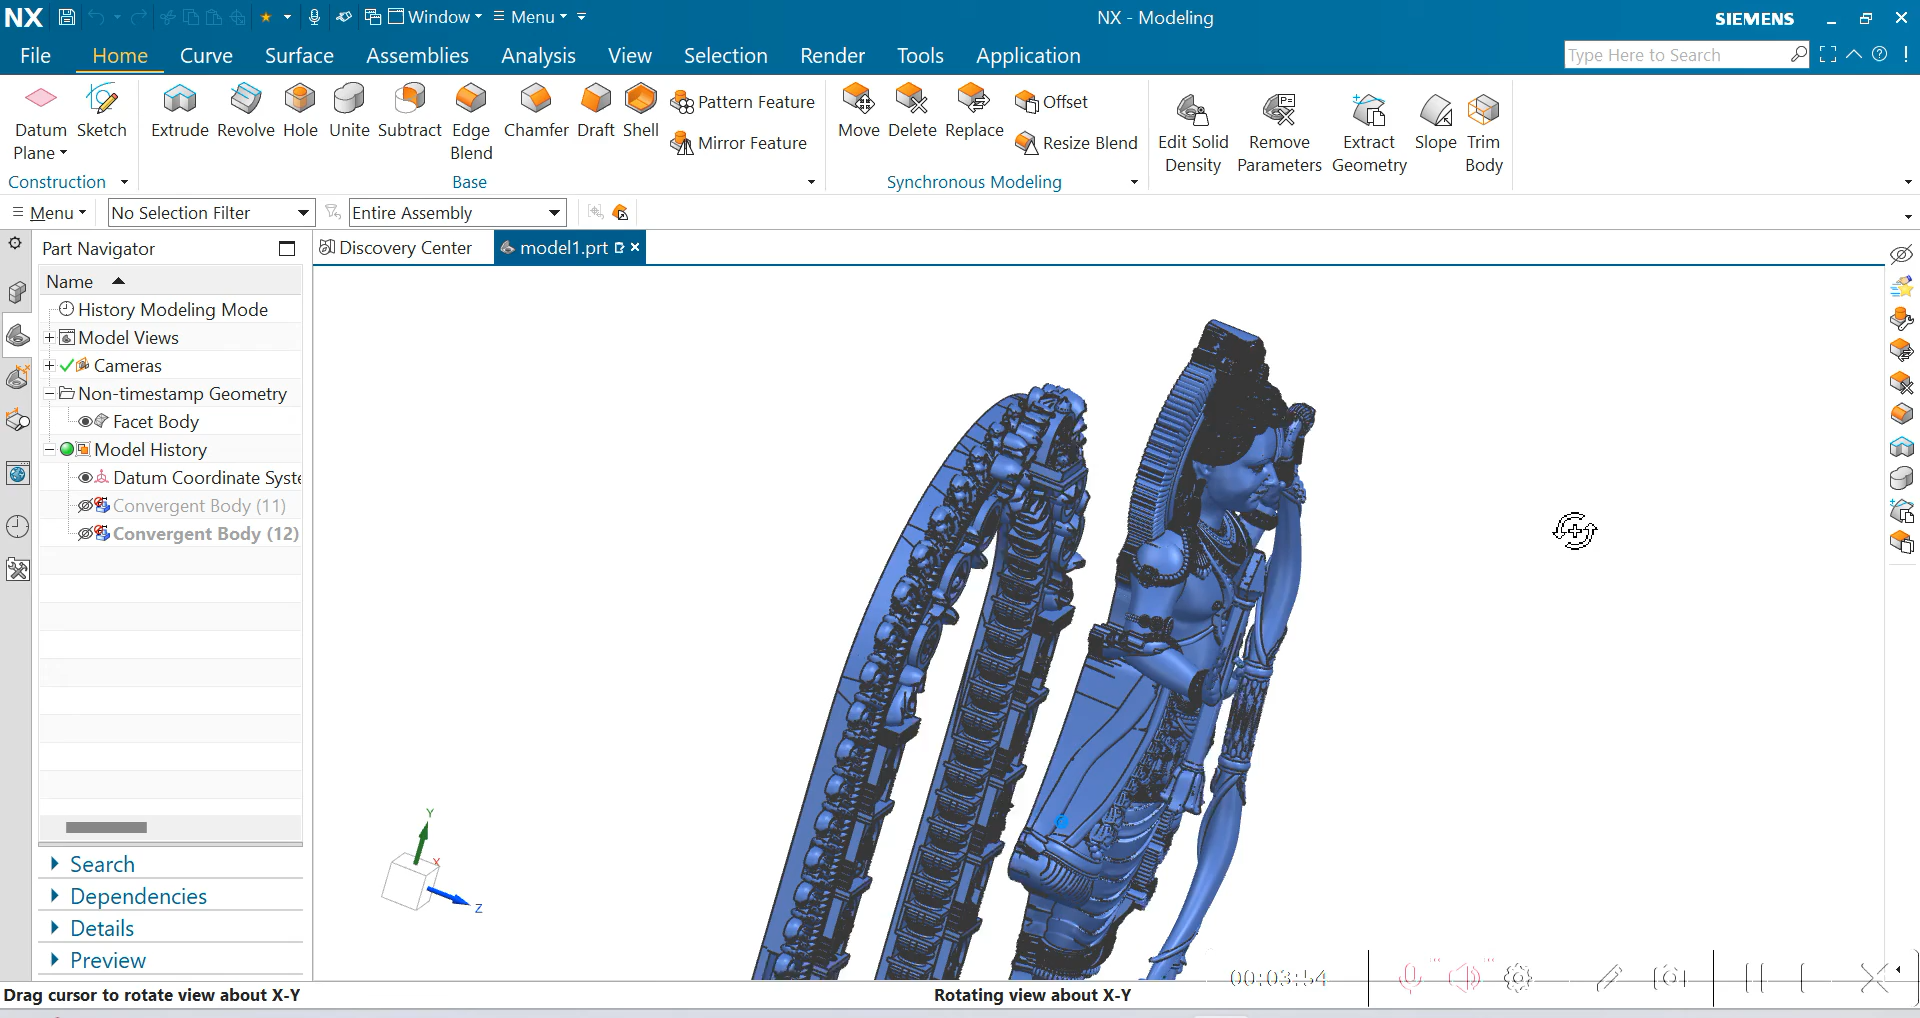 NX
Window
Menu
NX - Modeling
SIEMENS
File Home Curve Surface Assemblies Analysis View Selection Render Tools Application
Type Here to Search
Datum Plane
Sketch
Extrude
Revolve
Hole
Unite
Subtract
Edge Blend
Chamfer
Draft
Shell
Pattern Feature
Mirror Feature
Move
Delete
Replace
Offset
Resize Blend
Edit Solid Density
Remove Parameters
Extract Geometry
Slope
Trim Body
Construction
Base
Synchronous Modeling
Menu
No Selection Filter
Entire Assembly
Part Navigator
Discovery Center
model1.prt
Name
History Modeling Mode
Model Views
Cameras
Non-timestamp Geometry
Facet Body
Model History
Datum Coordinate Syste
Convergent Body (11)
Convergent Body (12)
Search
Dependencies
Details
Preview
Y
X
Z
00:03:54
Drag cursor to rotate view about X-Y
Rotating view about X-Y